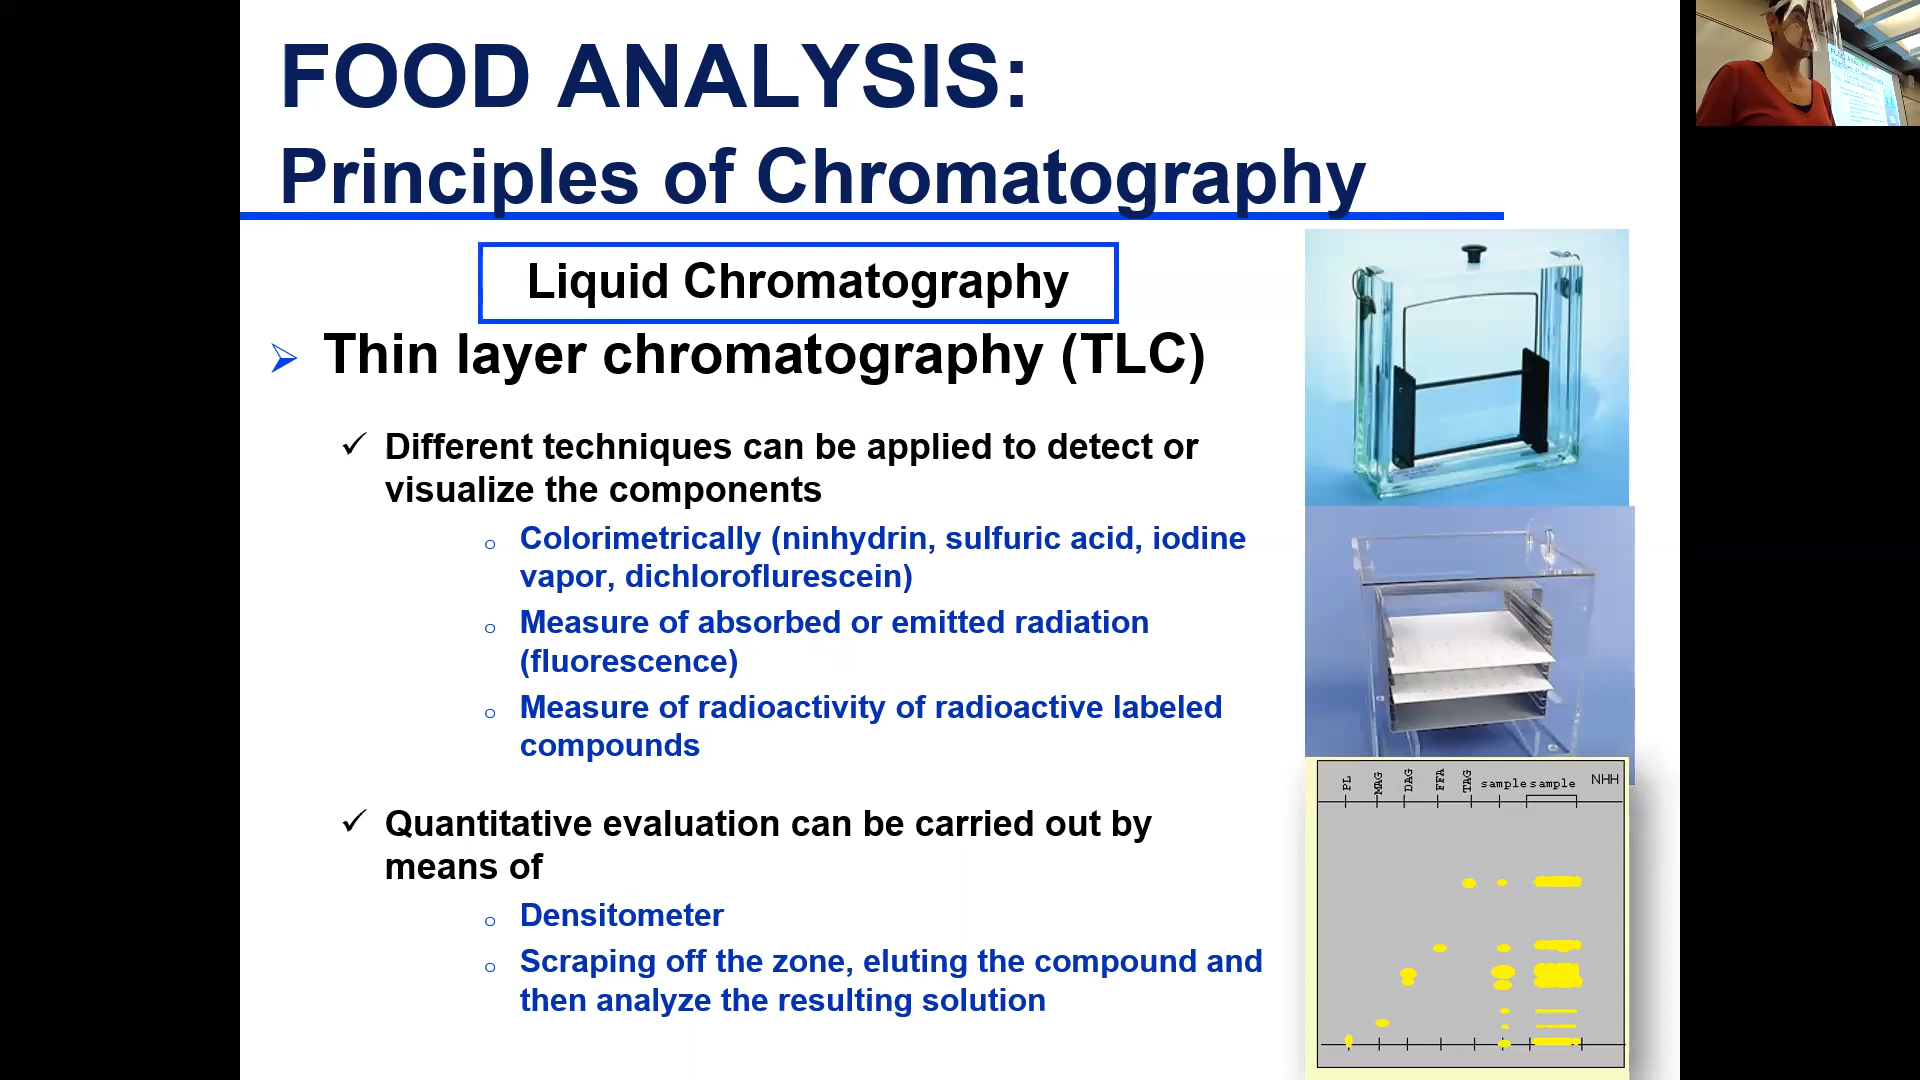 FOOD ANALYSIS:
Principles of Chromatography
Liquid Chromatography
Thin layer chromatography (TLC)
Different techniques can be applied to detect or
visualize the components
Colorimetrically (ninhydrin, sulfuric acid, iodine
vapor, dichloroflurescein)
Measure of absorbed or emitted radiation
(fluorescence)
Measure of radioactivity of radioactive labeled
compounds
Quantitative evaluation can be carried out by
means of
Densitometer
Scraping off the zone, eluting the compound and
then analyze the resulting solution
PL MAG DAG FFA TAG sample sample NHH